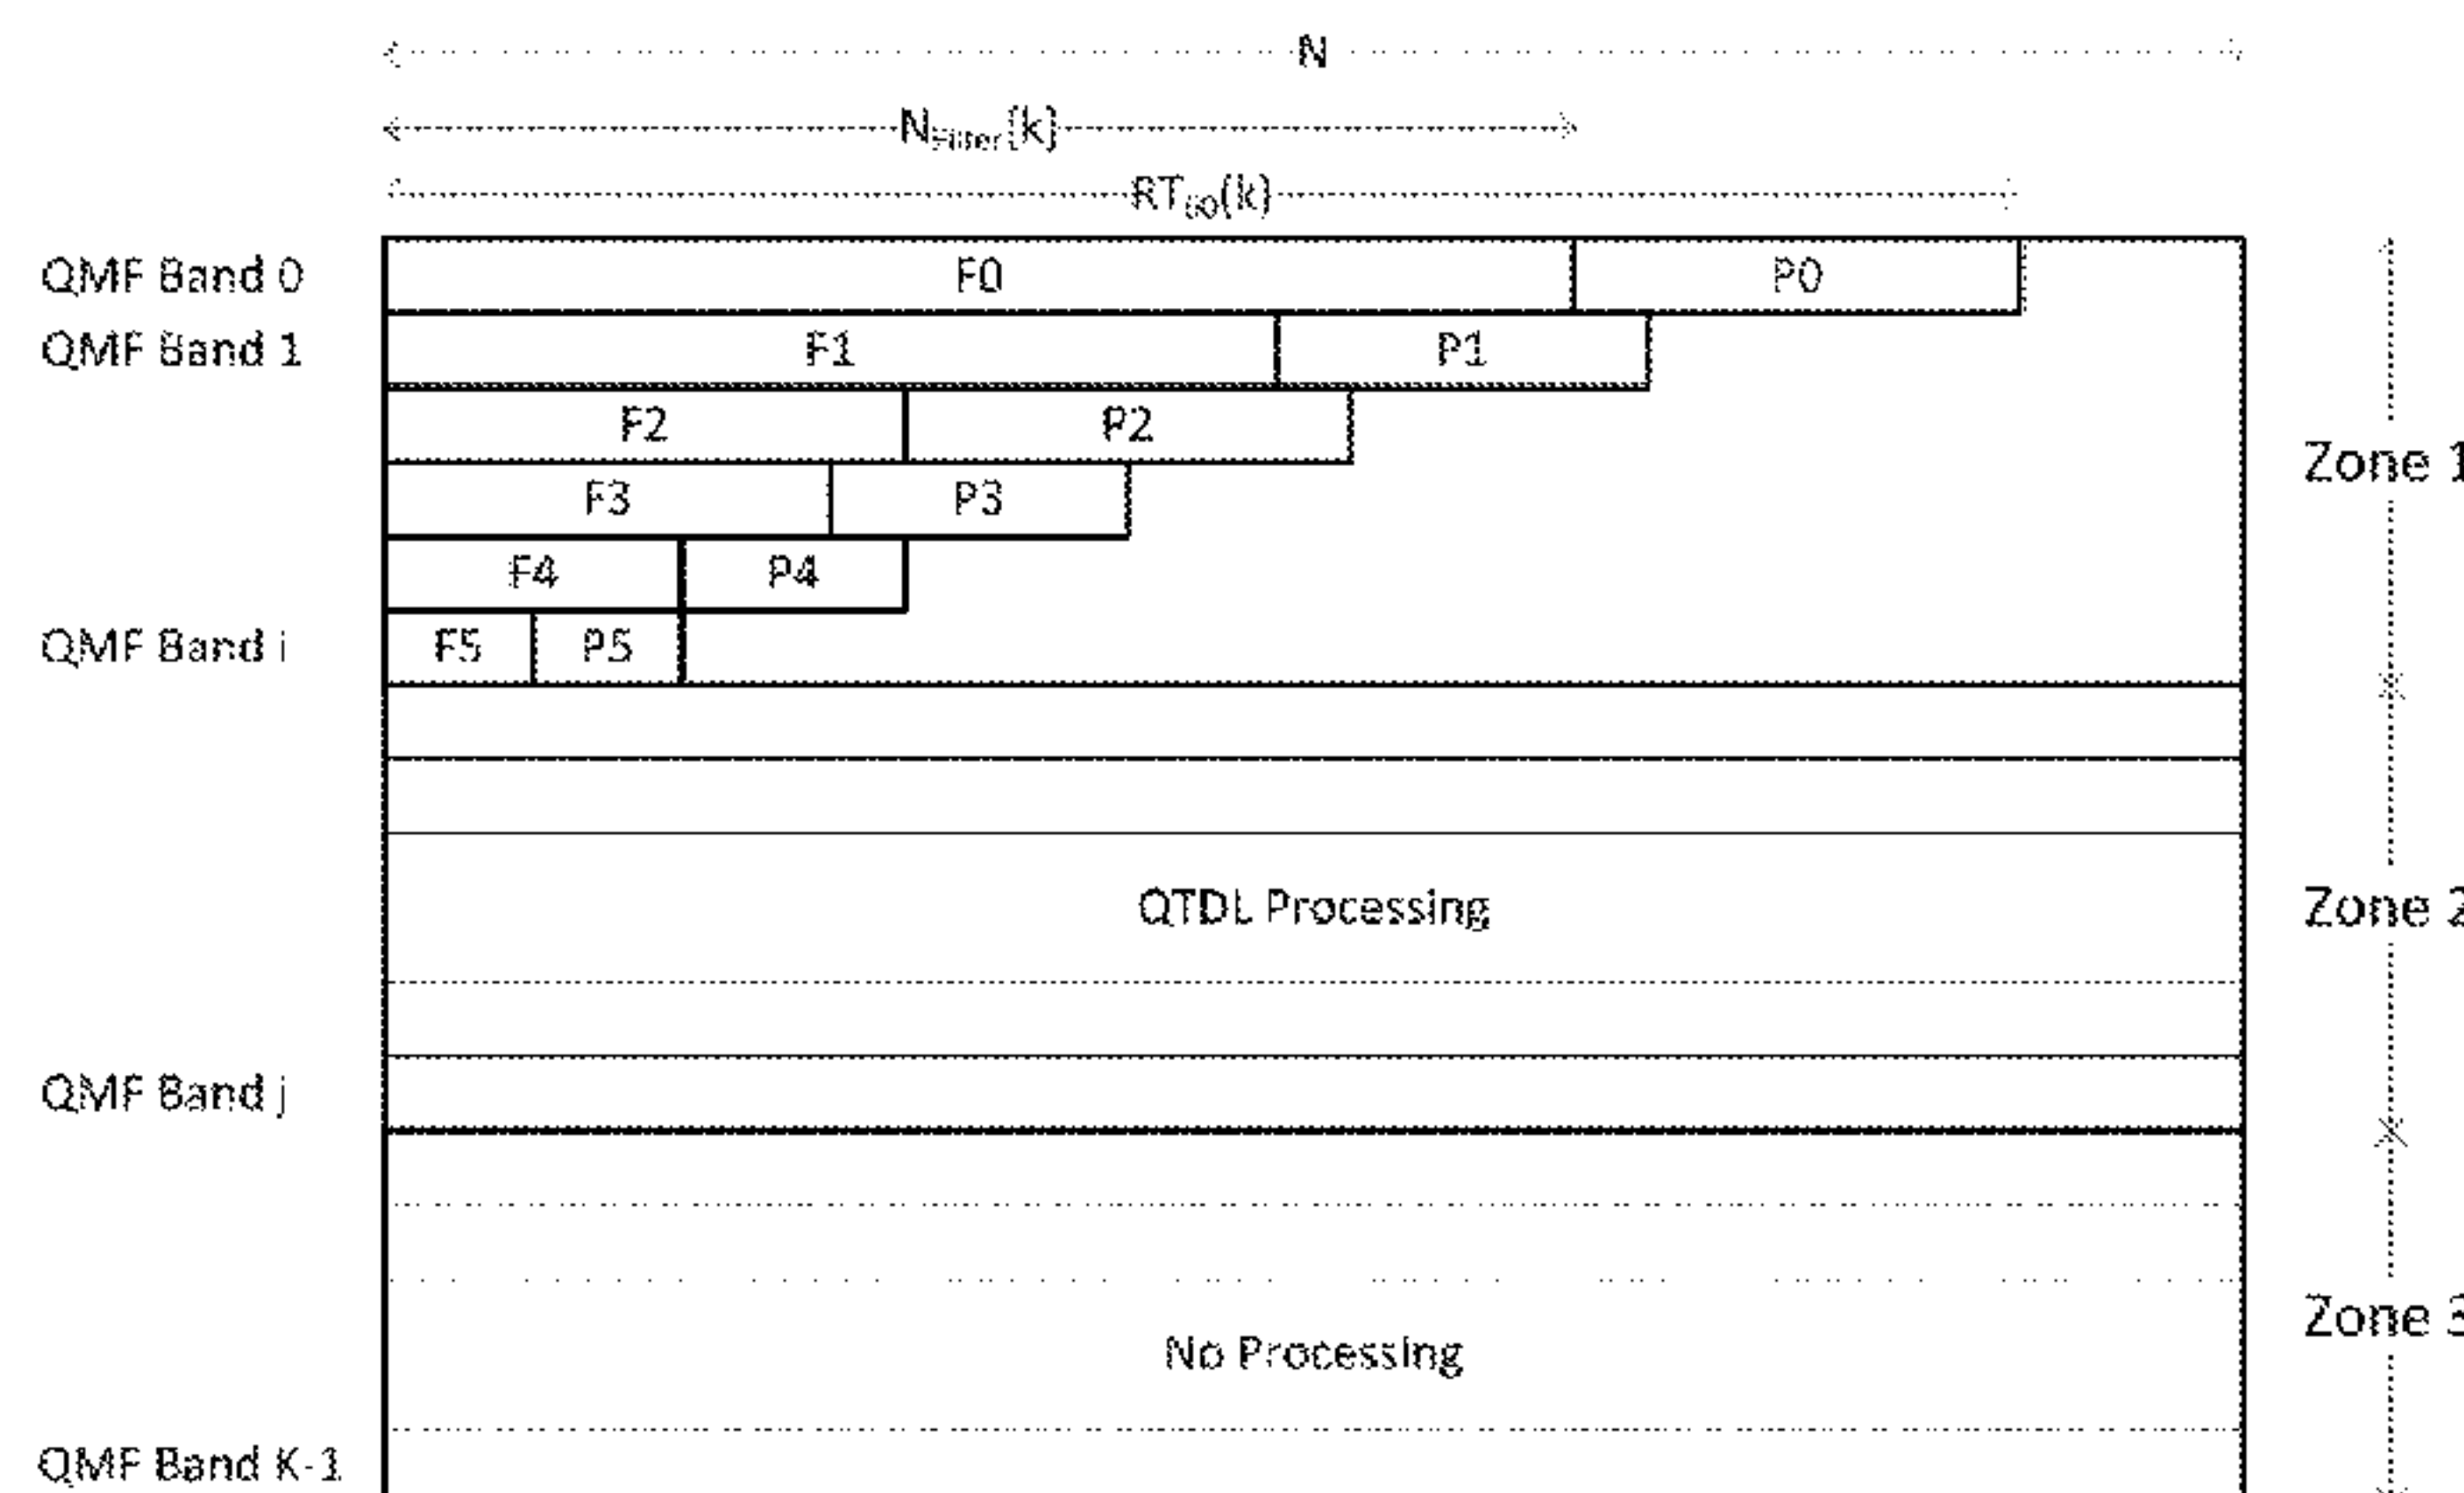 N
N_Filter[k]
RT_60(k)
QMF Band 0 F0 P0
QMF Band 1 F1 P1
F2 P2
F3 P3
Zone 1
F4 P4
QMF Band i F5 P5
QTDL Processing
Zone 2
QMF Band j
No Processing
Zone 3
QMF Band K-1